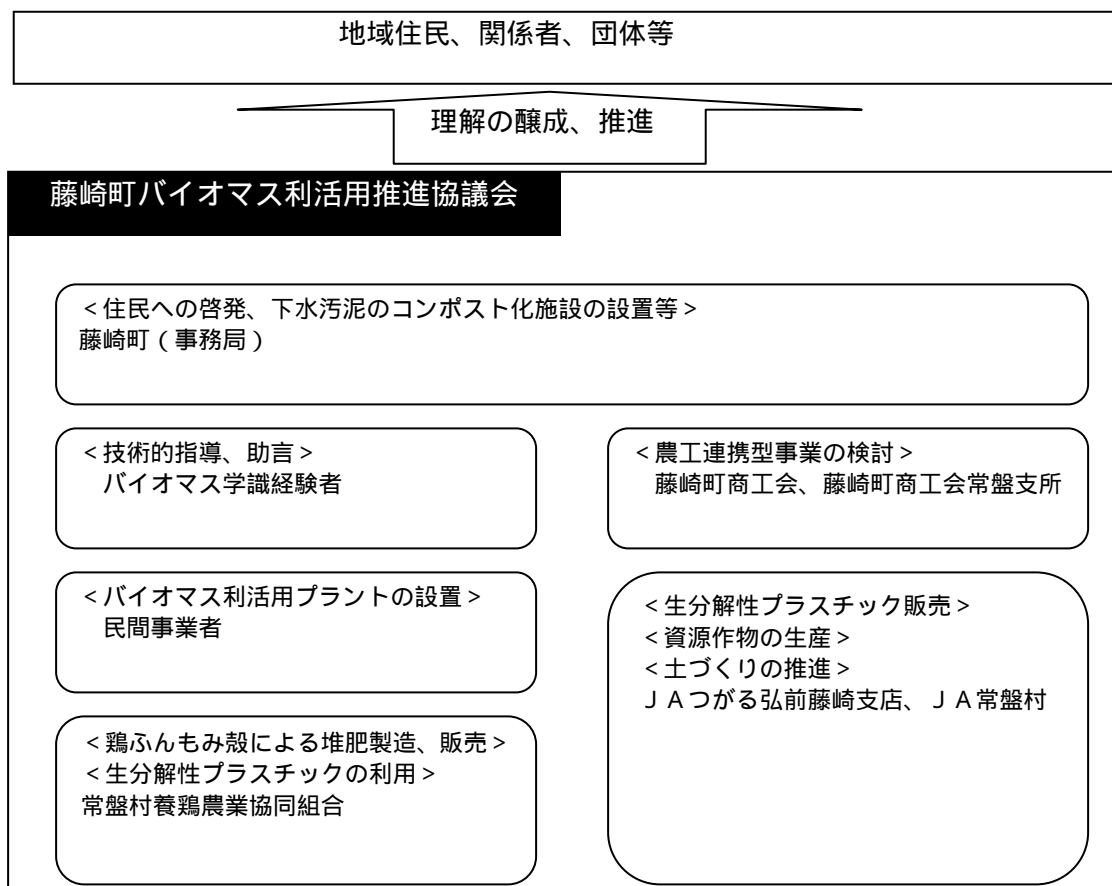 地域住民、関係者、団体等
理解の醸成、推進
藤崎町バイオマス利活用推進協議会
＜住民への啓発、下水汚泥のコンポスト化施設の設置等＞
藤崎町（事務局）
＜技術的指導、助言＞
バイオマス学識経験者
＜農工連携型事業の検討＞
藤崎町商工会、藤崎町商工会常盤支所
＜バイオマス利活用プラントの設置＞
民間事業者
＜生分解性プラスチック販売＞
＜資源作物の生産＞
＜土づくりの推進＞
ＪＡつがる弘前藤崎支店、ＪＡ常盤村
＜鶏ふんもみ殻による堆肥製造、販売＞
＜生分解性プラスチックの利用＞
常盤村養鶏農業協同組合